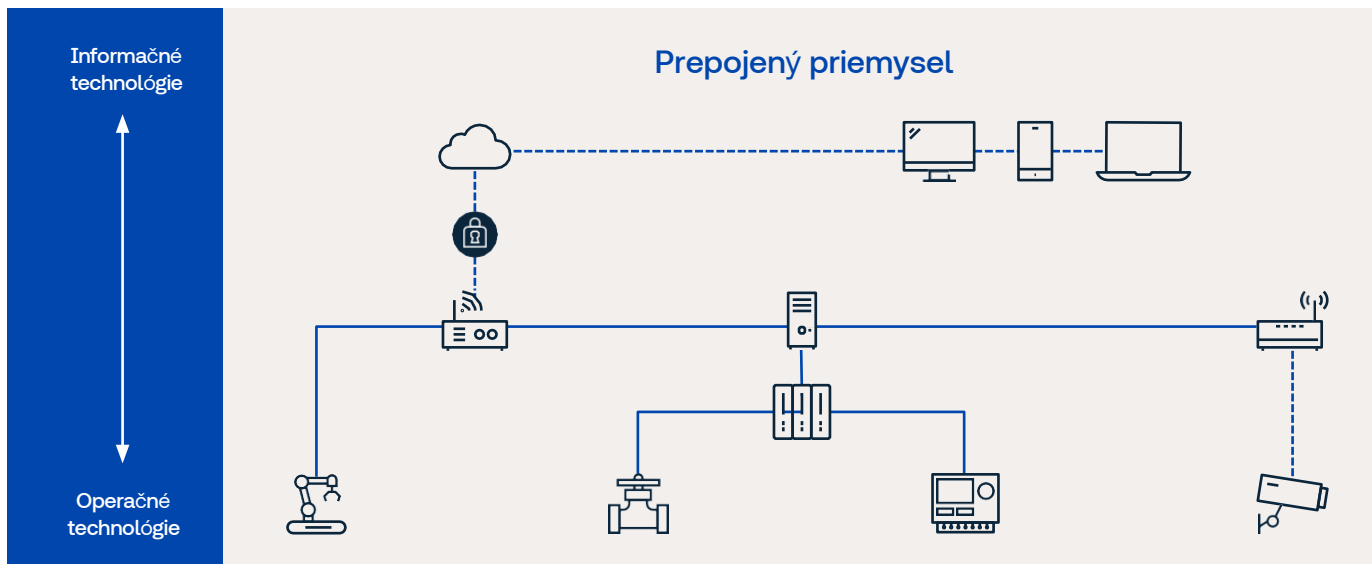 Informačné
technológie
Prepojený priemysel
Operačné
technológie